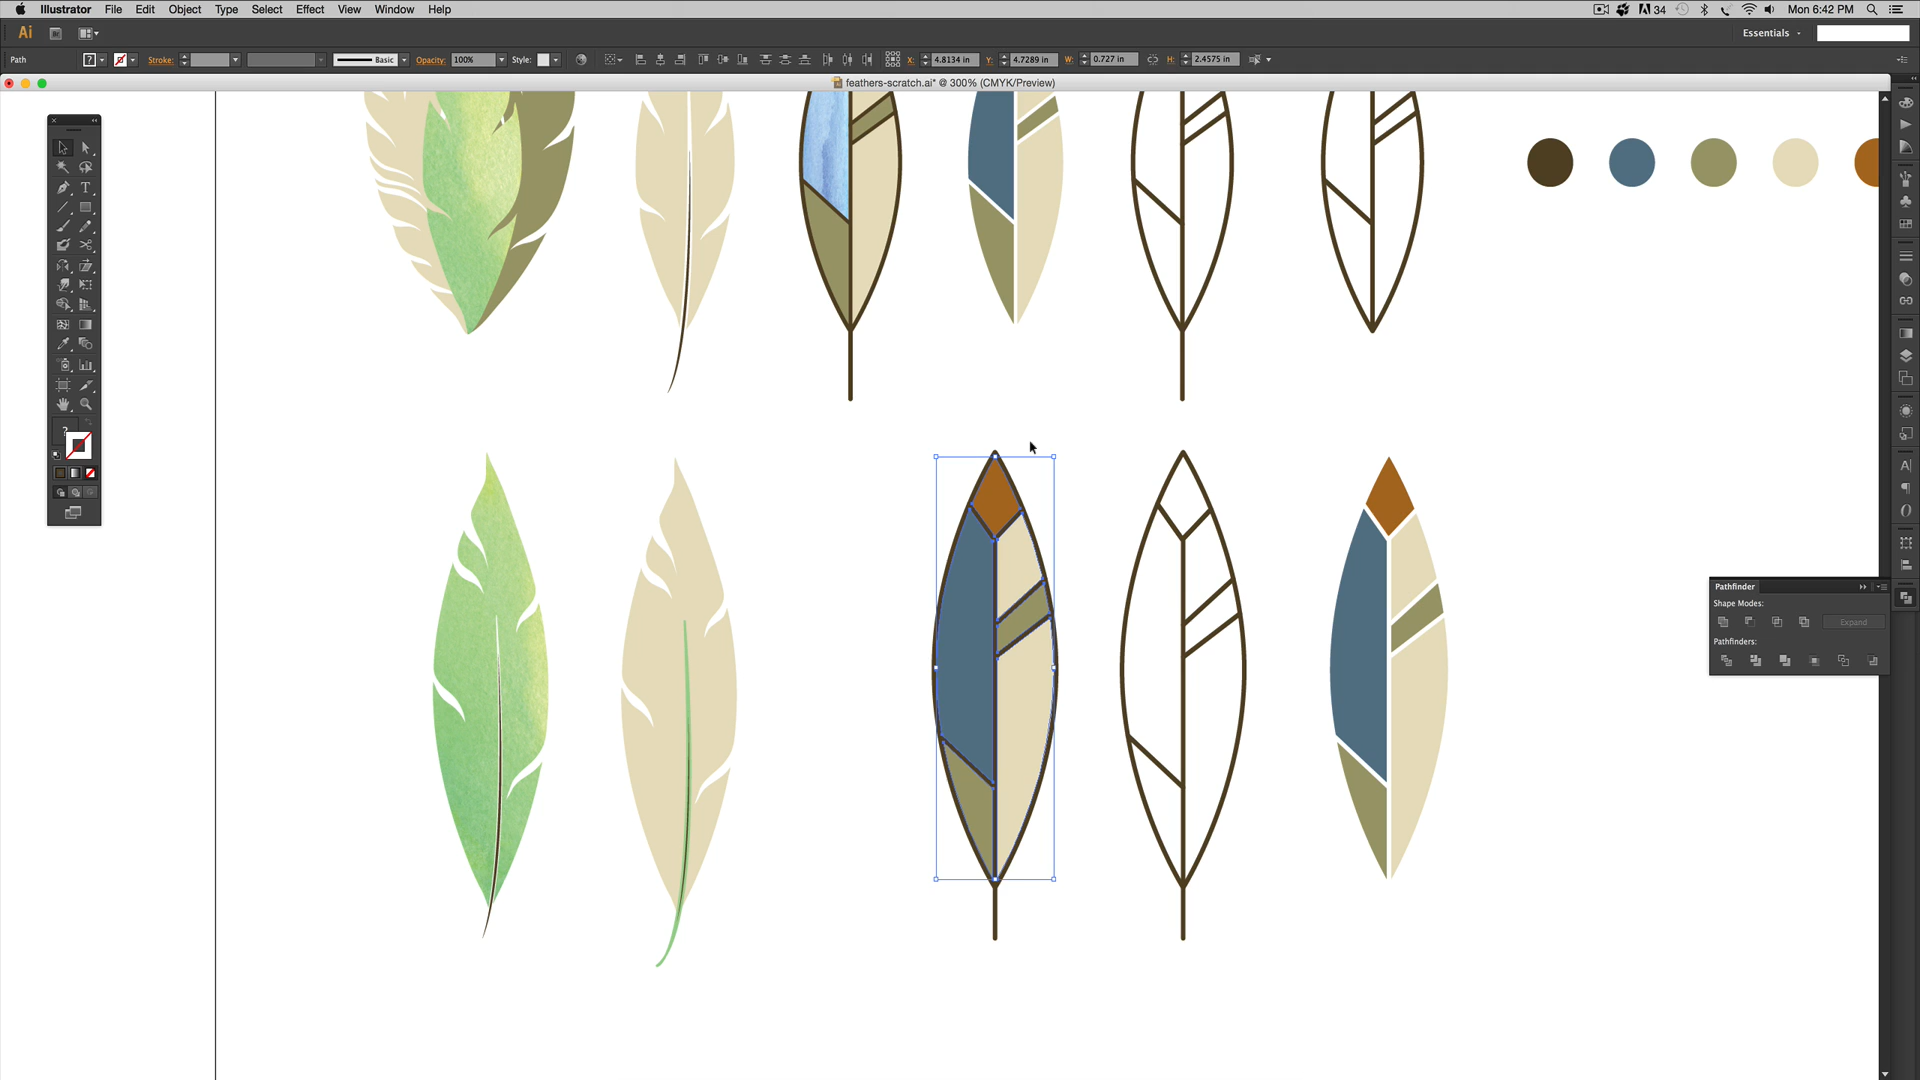 Illustrator File Edit Object Type Select Effect View Window Help 34 Mon 6:42 PM
Ai Br Essentials
Path ? Stroke: Basic Opacity: 100% Style: X: 4.8134 in Y: 4.7289 in W: 0.727 in H: 2.4575 in
feathers-scratch.ai* @ 300% (CMYK/Preview)
T
?
A
Pathfinder
Shape Modes:
Expand
Pathfinders: